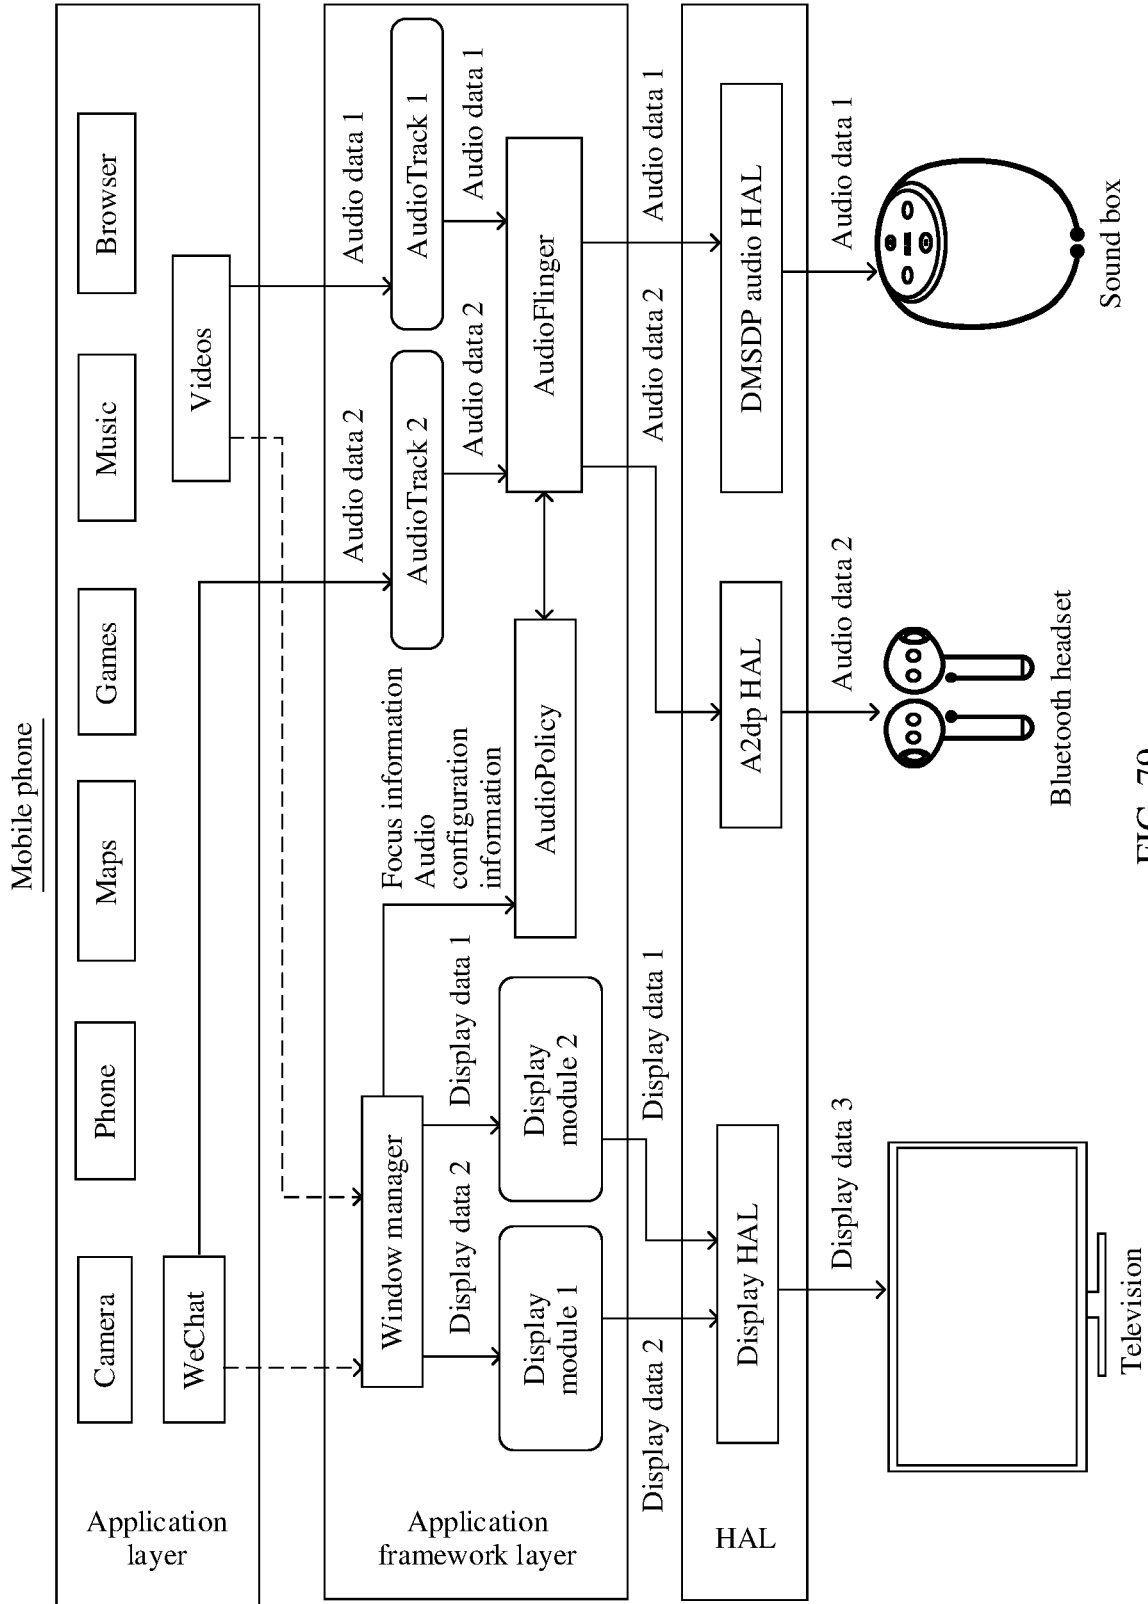 Mobile phone
Camera
Phone
Maps
Games
Music
Browser
WeChat
Videos
Application
layer
Audio data 2
Audio data 1
AudioTrack 2
AudioTrack 1
Focus information
Audio
configuration
information
Window manager
Display data 2
Display data 1
Audio data 2
Audio data 1
Display
module 1
Display
module 2
AudioPolicy
AudioFlinger
Application
framework layer
Display data 2
Display data 1
Audio data 2
Audio data 1
Display HAL
A2dp HAL
DMSDP audio HAL
HAL
Display data 3
Audio data 2
Audio data 1
Television
Bluetooth headset
Sound box